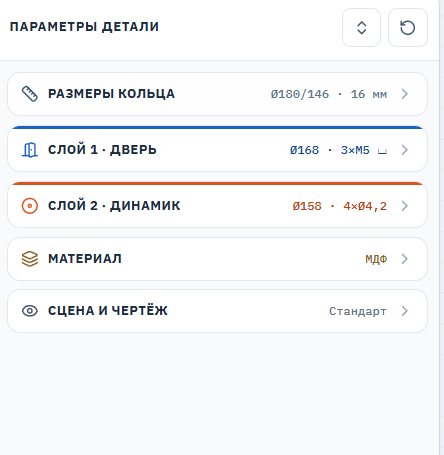 ПАРАМЕТРЫ ДЕТАЛИ
РАЗМЕРЫ КОЛЬЦА Ø180/146 · 16 мм
СЛОЙ 1 · ДВЕРЬ Ø168 · 3×М5 ⌴
СЛОЙ 2 · ДИНАМИК Ø158 · 4×Ø4,2
МАТЕРИАЛ МДФ
СЦЕНА И ЧЕРТЁЖ Стандарт